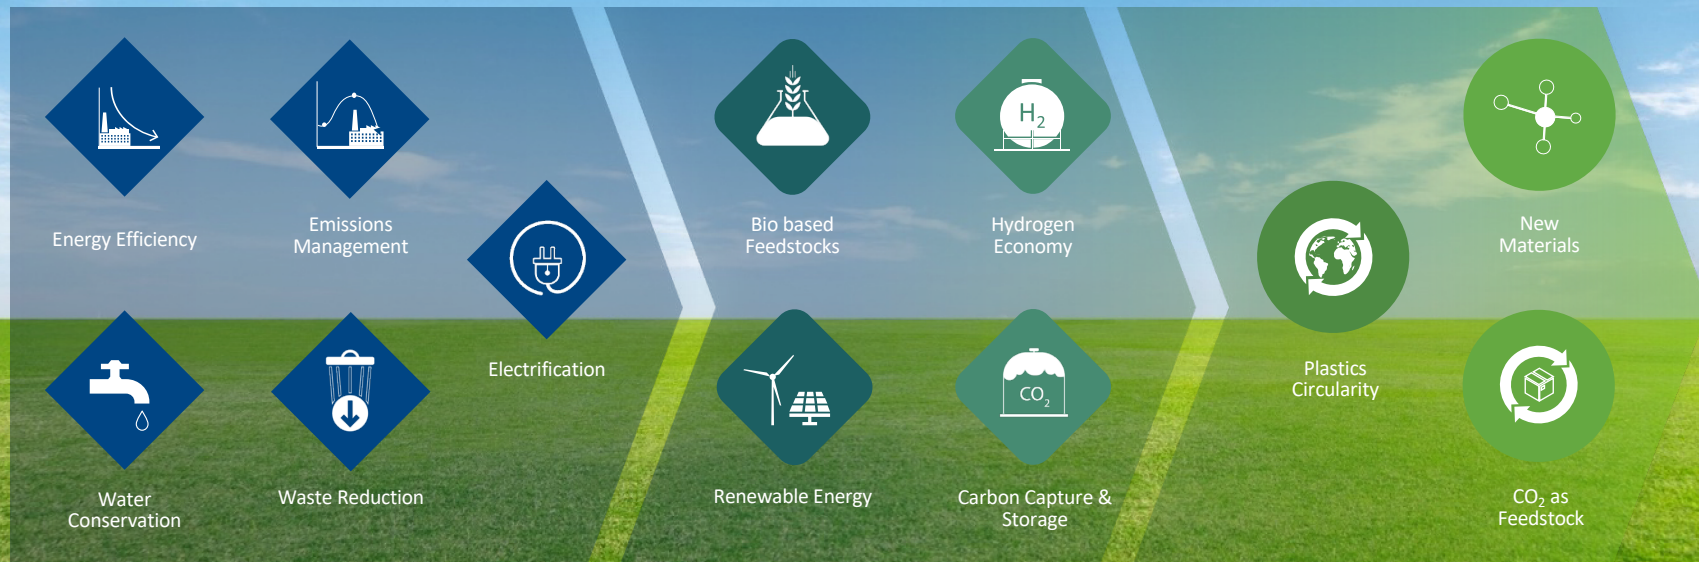 Energy Efficiency
Emissions
Management
Electrification
Water
Conservation
Waste Reduction
Bio based
Feedstocks
H₂
Hydrogen
Economy
Renewable Energy
CO₂
Carbon Capture &
Storage
Plastics
Circularity
New
Materials
CO₂ as
Feedstock